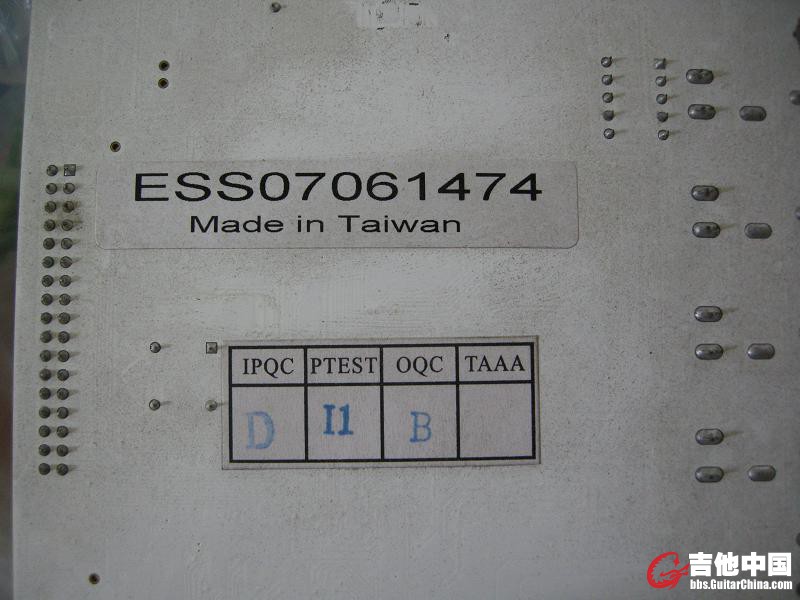 ESS07061474
Made in Taiwan
IPQC PTEST OQC TAAA
D I1 B
吉他中国
bbs.GuitarChina.com